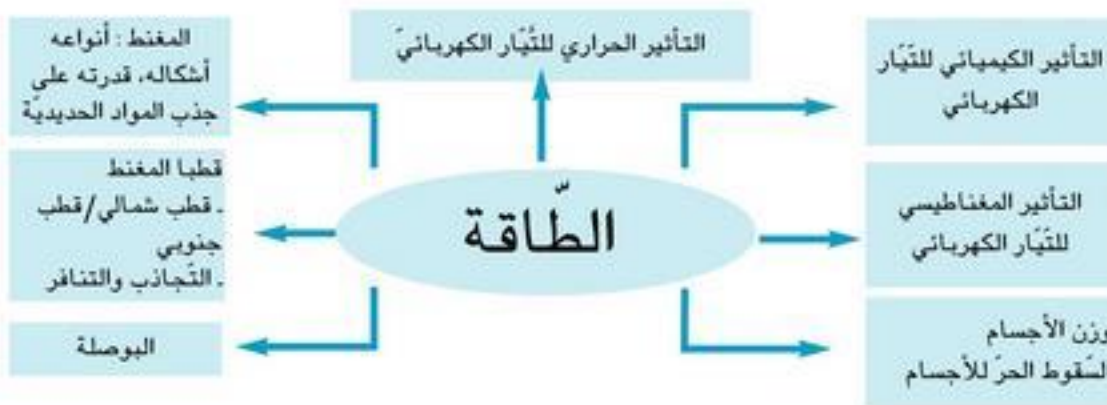 التأثير الحراري للتّيّار الكهربائيّ
التأثير الكيميائي للتّيّار
الكهربائي
التأثير المغناطيسي
للتّيّار الكهربائي
وزن الأجسام
السّقوط الحرّ للأجسام
الطّاقة
المغنط : أنواعه
أشكاله، قدرته على
جذب المواد الحديديّة
قطبا المغنط
. قطب شمالي/قطب
جنوبي
. التّجاذب والتنافر
البوصلة